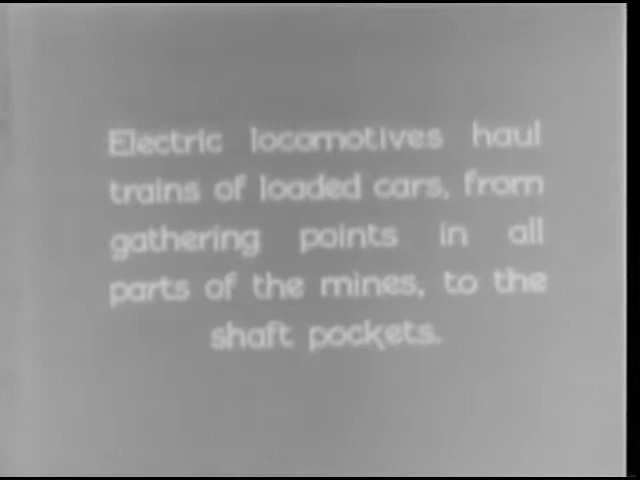 Electric locomotives haul
trains of loaded cars, from
gathering points in all
parts of the mines, to the
shaft pockets.